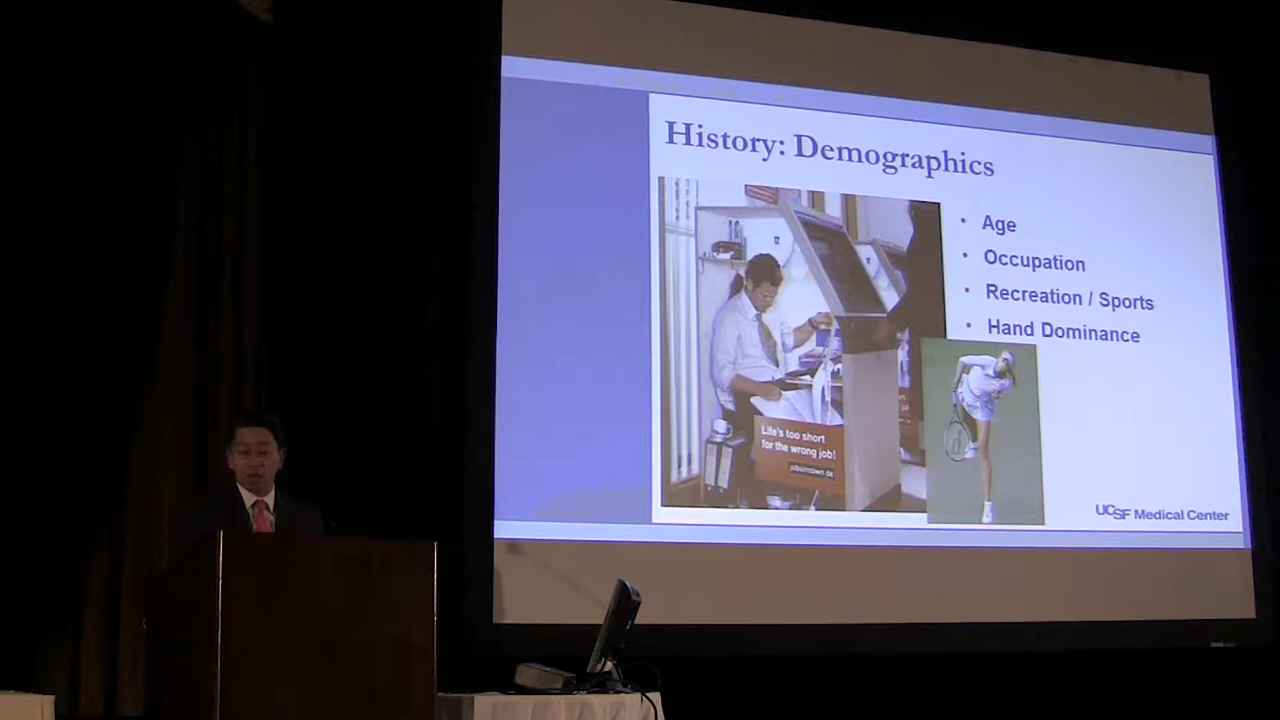 History: Demographics
• Age
• Occupation
• Recreation / Sports
• Hand Dominance
12
Life's too short
for the wrong job!
jobsintown.de
UCSF Medical Center